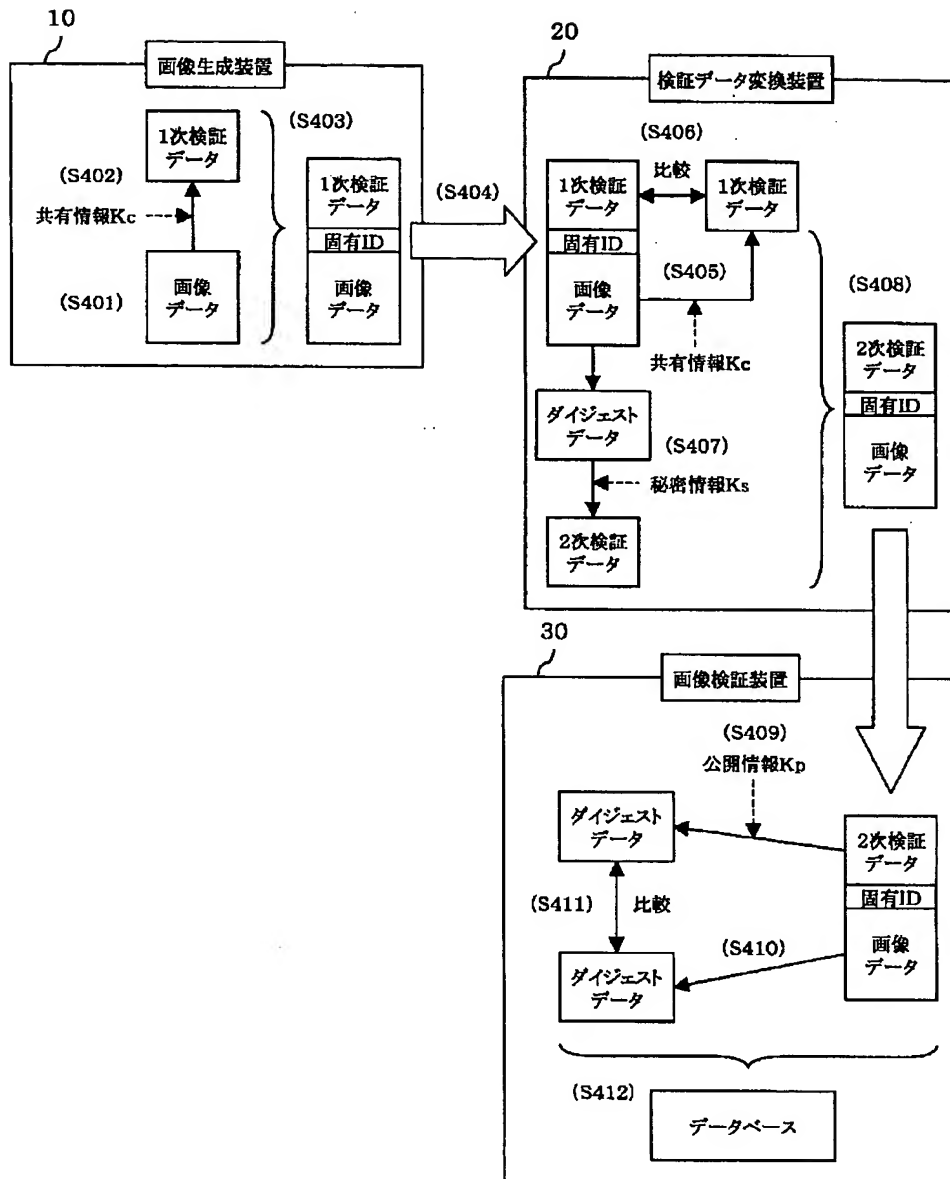 10
画像生成装置
1次検証
データ
(S402)
共有情報Kc
(S401)
画像
データ
(S403)
1次検証
データ
固有ID
画像
データ
(S404)
20
検証データ変換装置
(S406)
比較
1次検証
データ
固有ID
画像
データ
1次検証
データ
(S405)
共有情報Kc
ダイジェスト
データ
(S407)
秘密情報Ks
2次検証
データ
(S408)
2次検証
データ
固有ID
画像
データ
30
画像検証装置
(S409)
公開情報Kp
ダイジェスト
データ
2次検証
データ
固有ID
画像
データ
(S411)
比較
(S410)
ダイジェスト
データ
(S412)
データベース